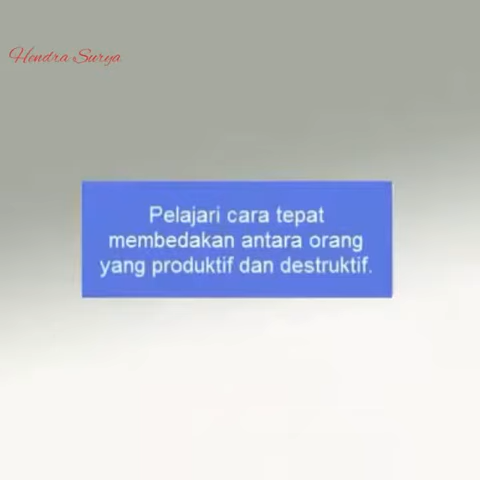 Hendra Surya
Pelajari cara tepat
membedakan antara orang
yang produktif dan destruktif.